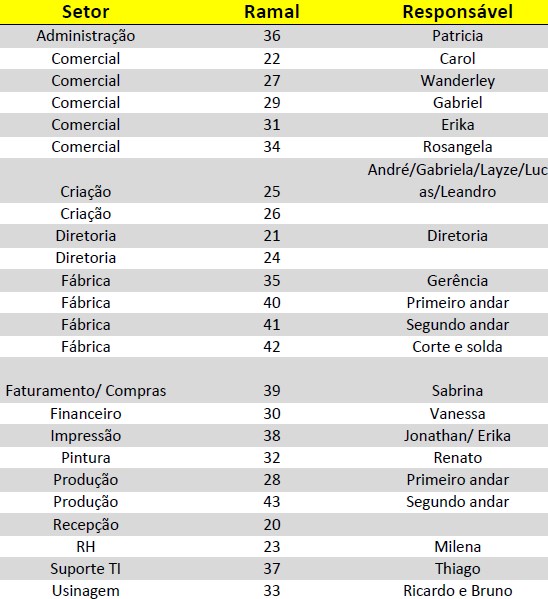 Setor Ramal Responsável
Administração 36 Patricia
Comercial 22 Carol
Comercial 27 Wanderley
Comercial 29 Gabriel
Comercial 31 Erika
Comercial 34 Rosangela
André/Gabriela/Layze/Luc
Criação 25 as/Leandro
Criação 26
Diretoria 21 Diretoria
Diretoria 24
Fábrica 35 Gerência
Fábrica 40 Primeiro andar
Fábrica 41 Segundo andar
Fábrica 42 Corte e solda
Faturamento/ Compras 39 Sabrina
Financeiro 30 Vanessa
Impressão 38 Jonathan/ Erika
Pintura 32 Renato
Produção 28 Primeiro andar
Produção 43 Segundo andar
Recepção 20
RH 23 Milena
Suporte TI 37 Thiago
Usinagem 33 Ricardo e Bruno